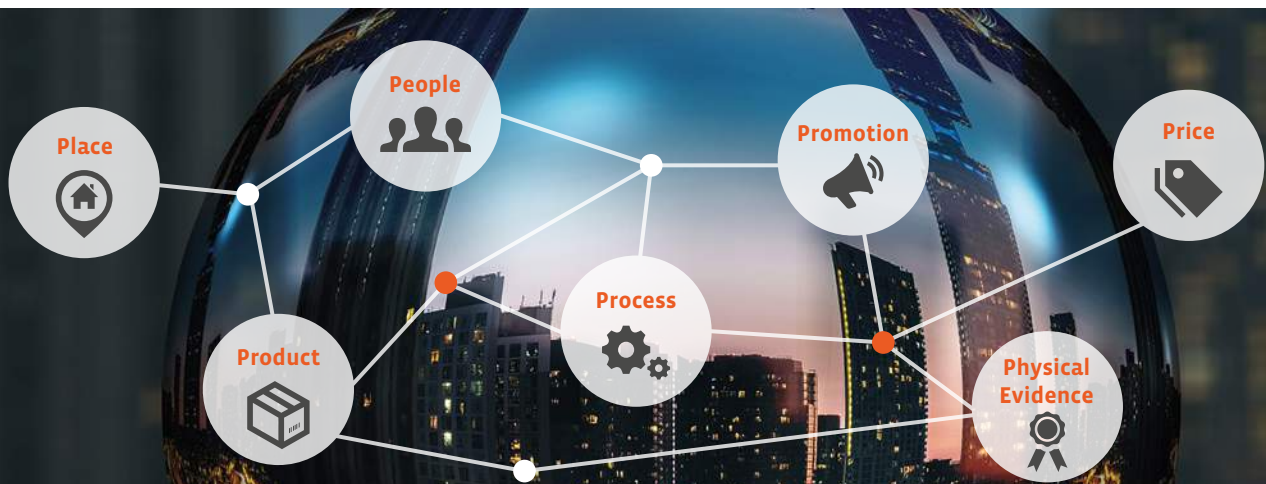 Place
People
Promotion
Price
Product
Process
Physical
Evidence